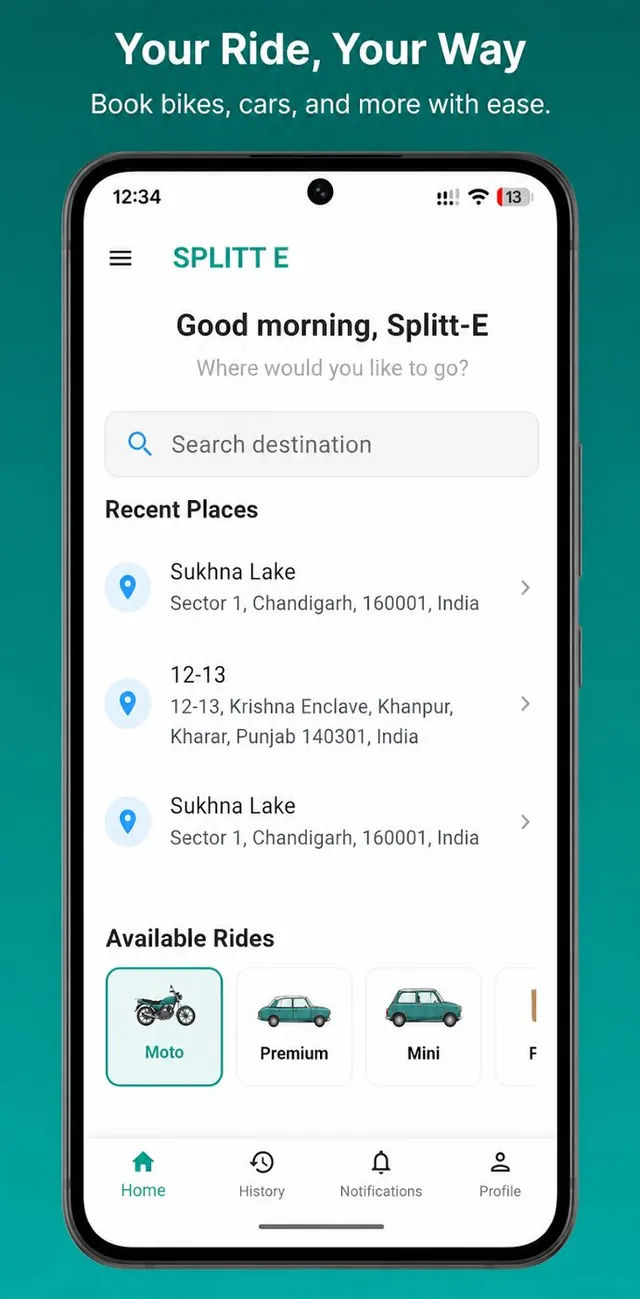 Your Ride, Your Way
Book bikes, cars, and more with ease.
12:34
13
SPLITT E
Good morning, Splitt-E
Where would you like to go?
Search destination
Recent Places
Sukhna Lake
Sector 1, Chandigarh, 160001, India
12-13
12-13, Krishna Enclave, Khanpur,
Kharar, Punjab 140301, India
Sukhna Lake
Sector 1, Chandigarh, 160001, India
Available Rides
Moto
Premium
Mini
F
Home
History
Notifications
Profile